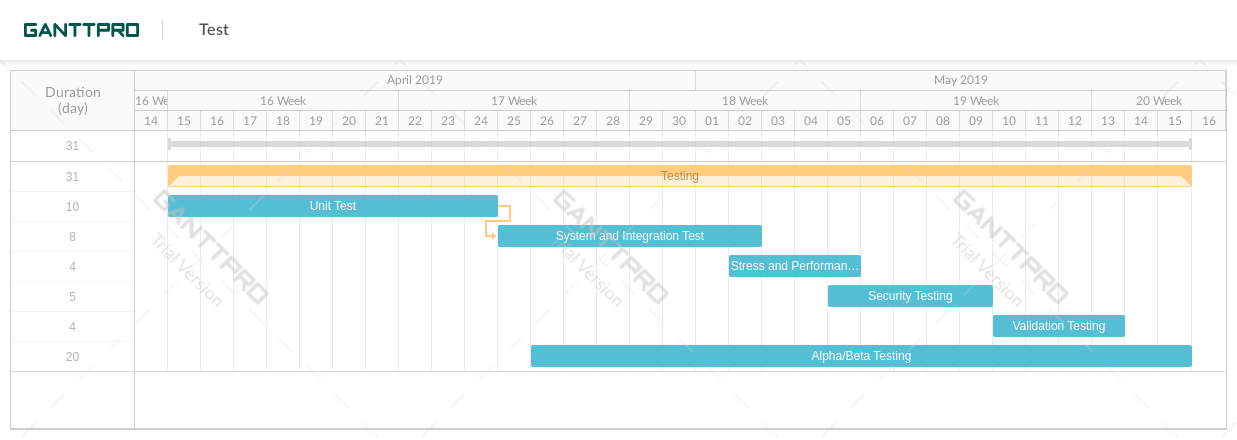 GANTTPRO
Test
Duration
(day)
April 2019 May 2019
16 We 16 Week 17 Week 18 Week 19 Week 20 Week
14 15 16 17 18 19 20 21 22 23 24 25 26 27 28 29 30 01 02 03 04 05 06 07 08 09 10 11 12 13 14 15 16
31
31 Testing
10 Unit Test
8 System and Integration Test
4 Stress and Performan...
5 Security Testing
4 Validation Testing
20 Alpha/Beta Testing
GANTTPRO
Trial Version
GANTTPRO
Trial Version
GANTTPRO
Trial Version